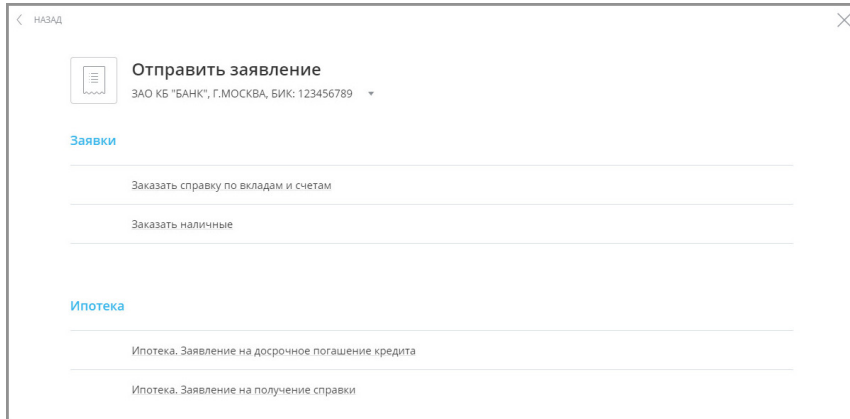 НАЗАД
Отправить заявление
ЗАО КБ "БАНК", Г.МОСКВА, БИК: 123456789
Заявки
Заказать справку по вкладам и счетам
Заказать наличные
Ипотека
Ипотека. Заявление на досрочное погашение кредита
Ипотека. Заявление на получение справки